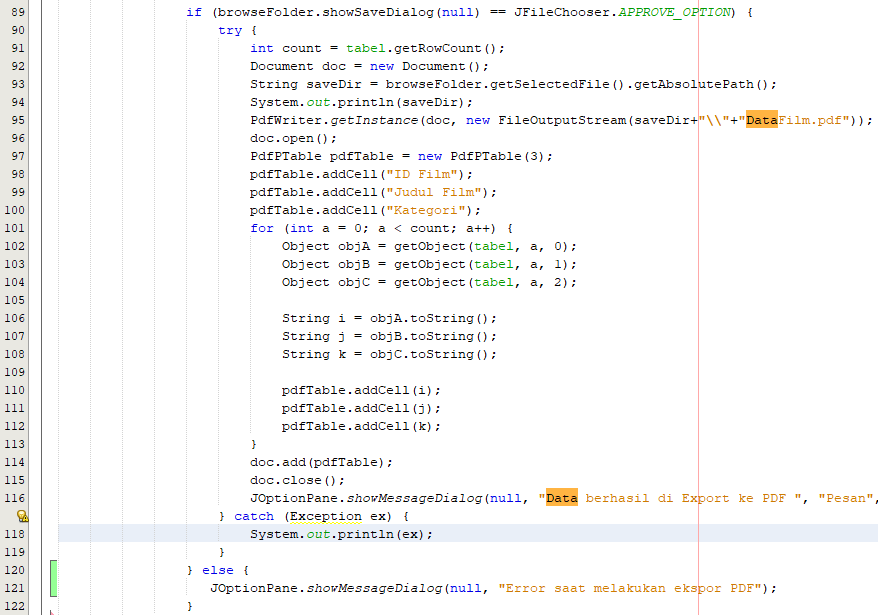 89 if (browseFolder.showSaveDialog(null) == JFileChooser.APPROVE_OPTION) {
90 try {
91 int count = tabel.getRowCount();
92 Document doc = new Document();
93 String saveDir = browseFolder.getSelectedFile().getAbsolutePath();
94 System.out.println(saveDir);
95 PdfWriter.getInstance(doc, new FileOutputStream(saveDir+"\\"+"DataFilm.pdf"));
96 doc.open();
97 PdfPTable pdfTable = new PdfPTable(3);
98 pdfTable.addCell("ID Film");
99 pdfTable.addCell("Judul Film");
100 pdfTable.addCell("Kategori");
101 for (int a = 0; a < count; a++) {
102 Object objA = getObject(tabel, a, 0);
103 Object objB = getObject(tabel, a, 1);
104 Object objC = getObject(tabel, a, 2);
105
106 String i = objA.toString();
107 String j = objB.toString();
108 String k = objC.toString();
109
110 pdfTable.addCell(i);
111 pdfTable.addCell(j);
112 pdfTable.addCell(k);
113 }
114 doc.add(pdfTable);
115 doc.close();
116 JOptionPane.showMessageDialog(null, "Data berhasil di Export ke PDF ", "Pesan",
} catch (Exception ex) {
118 System.out.println(ex);
119 }
120 } else {
121 JOptionPane.showMessageDialog(null, "Error saat melakukan ekspor PDF");
122 }